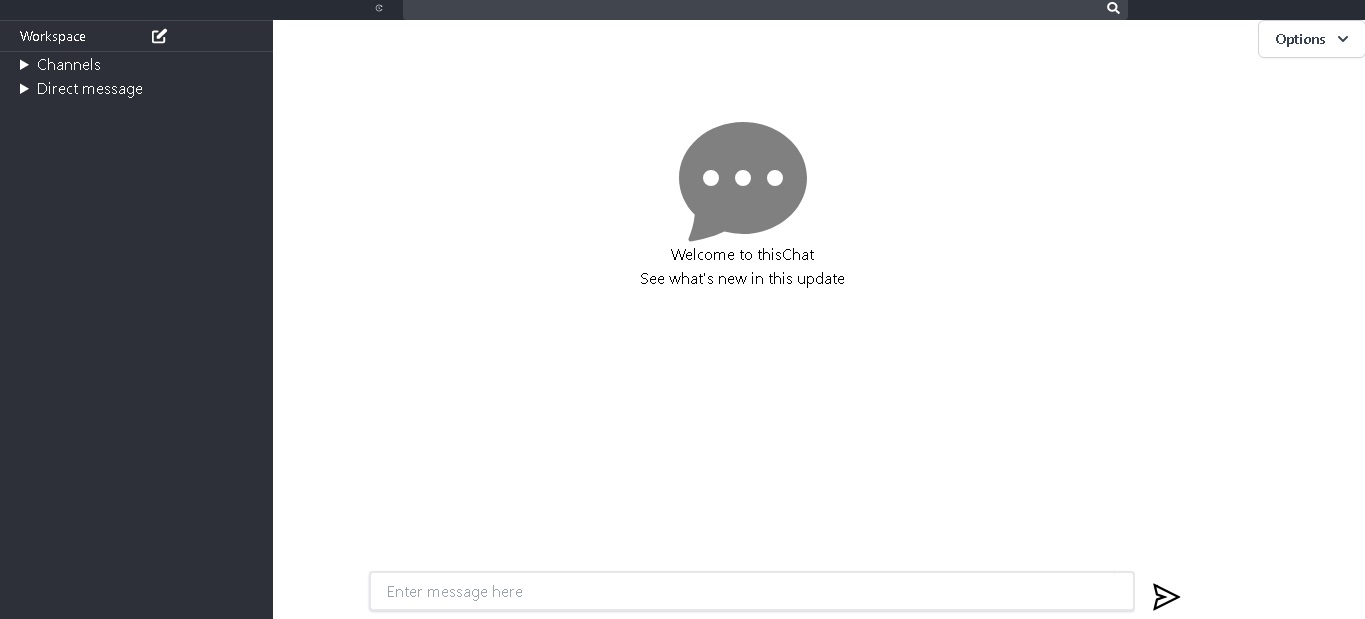 Workspace
Options
Channels
Direct message
Welcome to thisChat
See what's new in this update
Enter message here